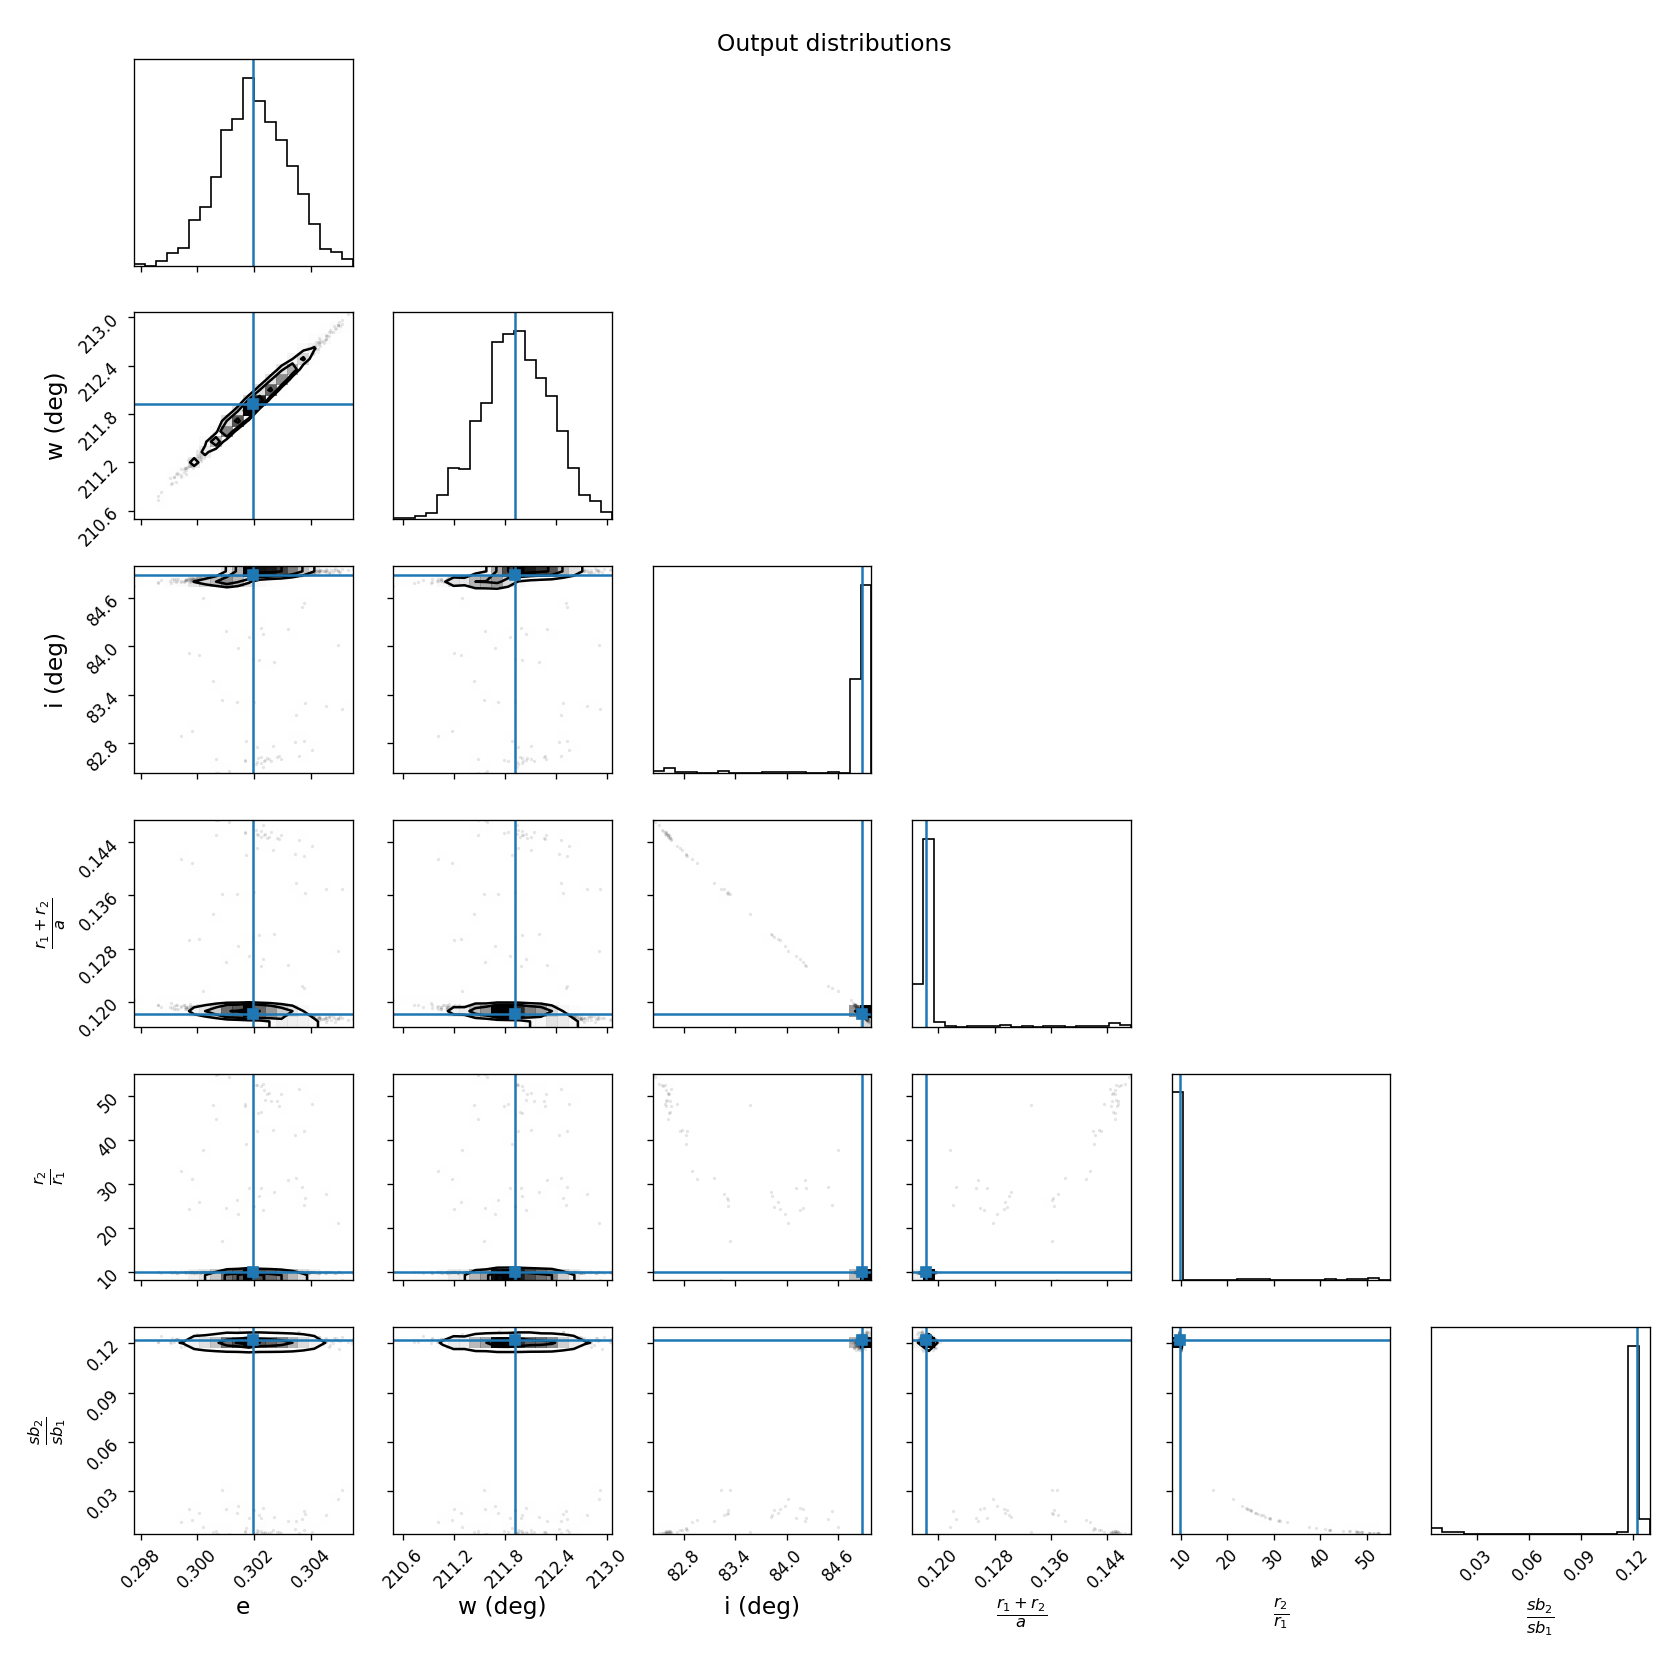 Output distributions
w (deg)
213.0
212.4
211.8
211.2
210.6
i (deg)
84.6
84.0
83.4
82.8
r₁ + r₂
a
0.144
0.136
0.128
0.120
r₂
r₁
50
40
30
20
10
sb₂
sb₁
0.12
0.09
0.06
0.03
0.298 0.300 0.302 0.304 210.6 211.2 211.8 212.4 213.0 82.8 83.4 84.0 84.6 0.120 0.128 0.136 0.144 10 20 30 40 50 0.03 0.06 0.09 0.12
e w (deg) i (deg)
r₁ + r₂
a
r₂
r₁
sb₂
sb₁